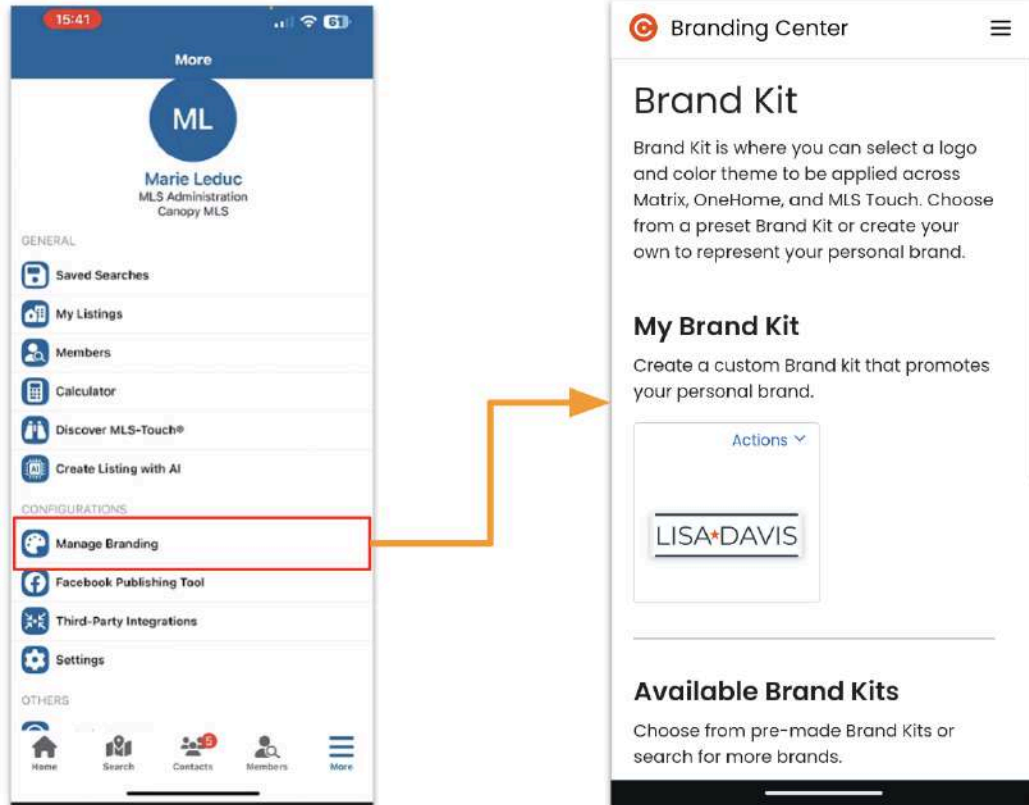 15:41
61
More
ML
Marie Leduc
MLS Administration
Canopy MLS
GENERAL
Saved Searches
My Listings
Members
Calculator
Discover MLS-Touch®
AI
Create Listing with AI
CONFIGURATIONS
Manage Branding
Facebook Publishing Tool
Third-Party Integrations
Settings
OTHERS
5
Home
Search
Contacts
Members
More
Branding Center
Brand Kit
Brand Kit is where you can select a logo
and color theme to be applied across
Matrix, OneHome, and MLS Touch. Choose
from a preset Brand Kit or create your
own to represent your personal brand.
My Brand Kit
Create a custom Brand kit that promotes
your personal brand.
Actions
LISA★DAVIS
Available Brand Kits
Choose from pre-made Brand Kits or
search for more brands.